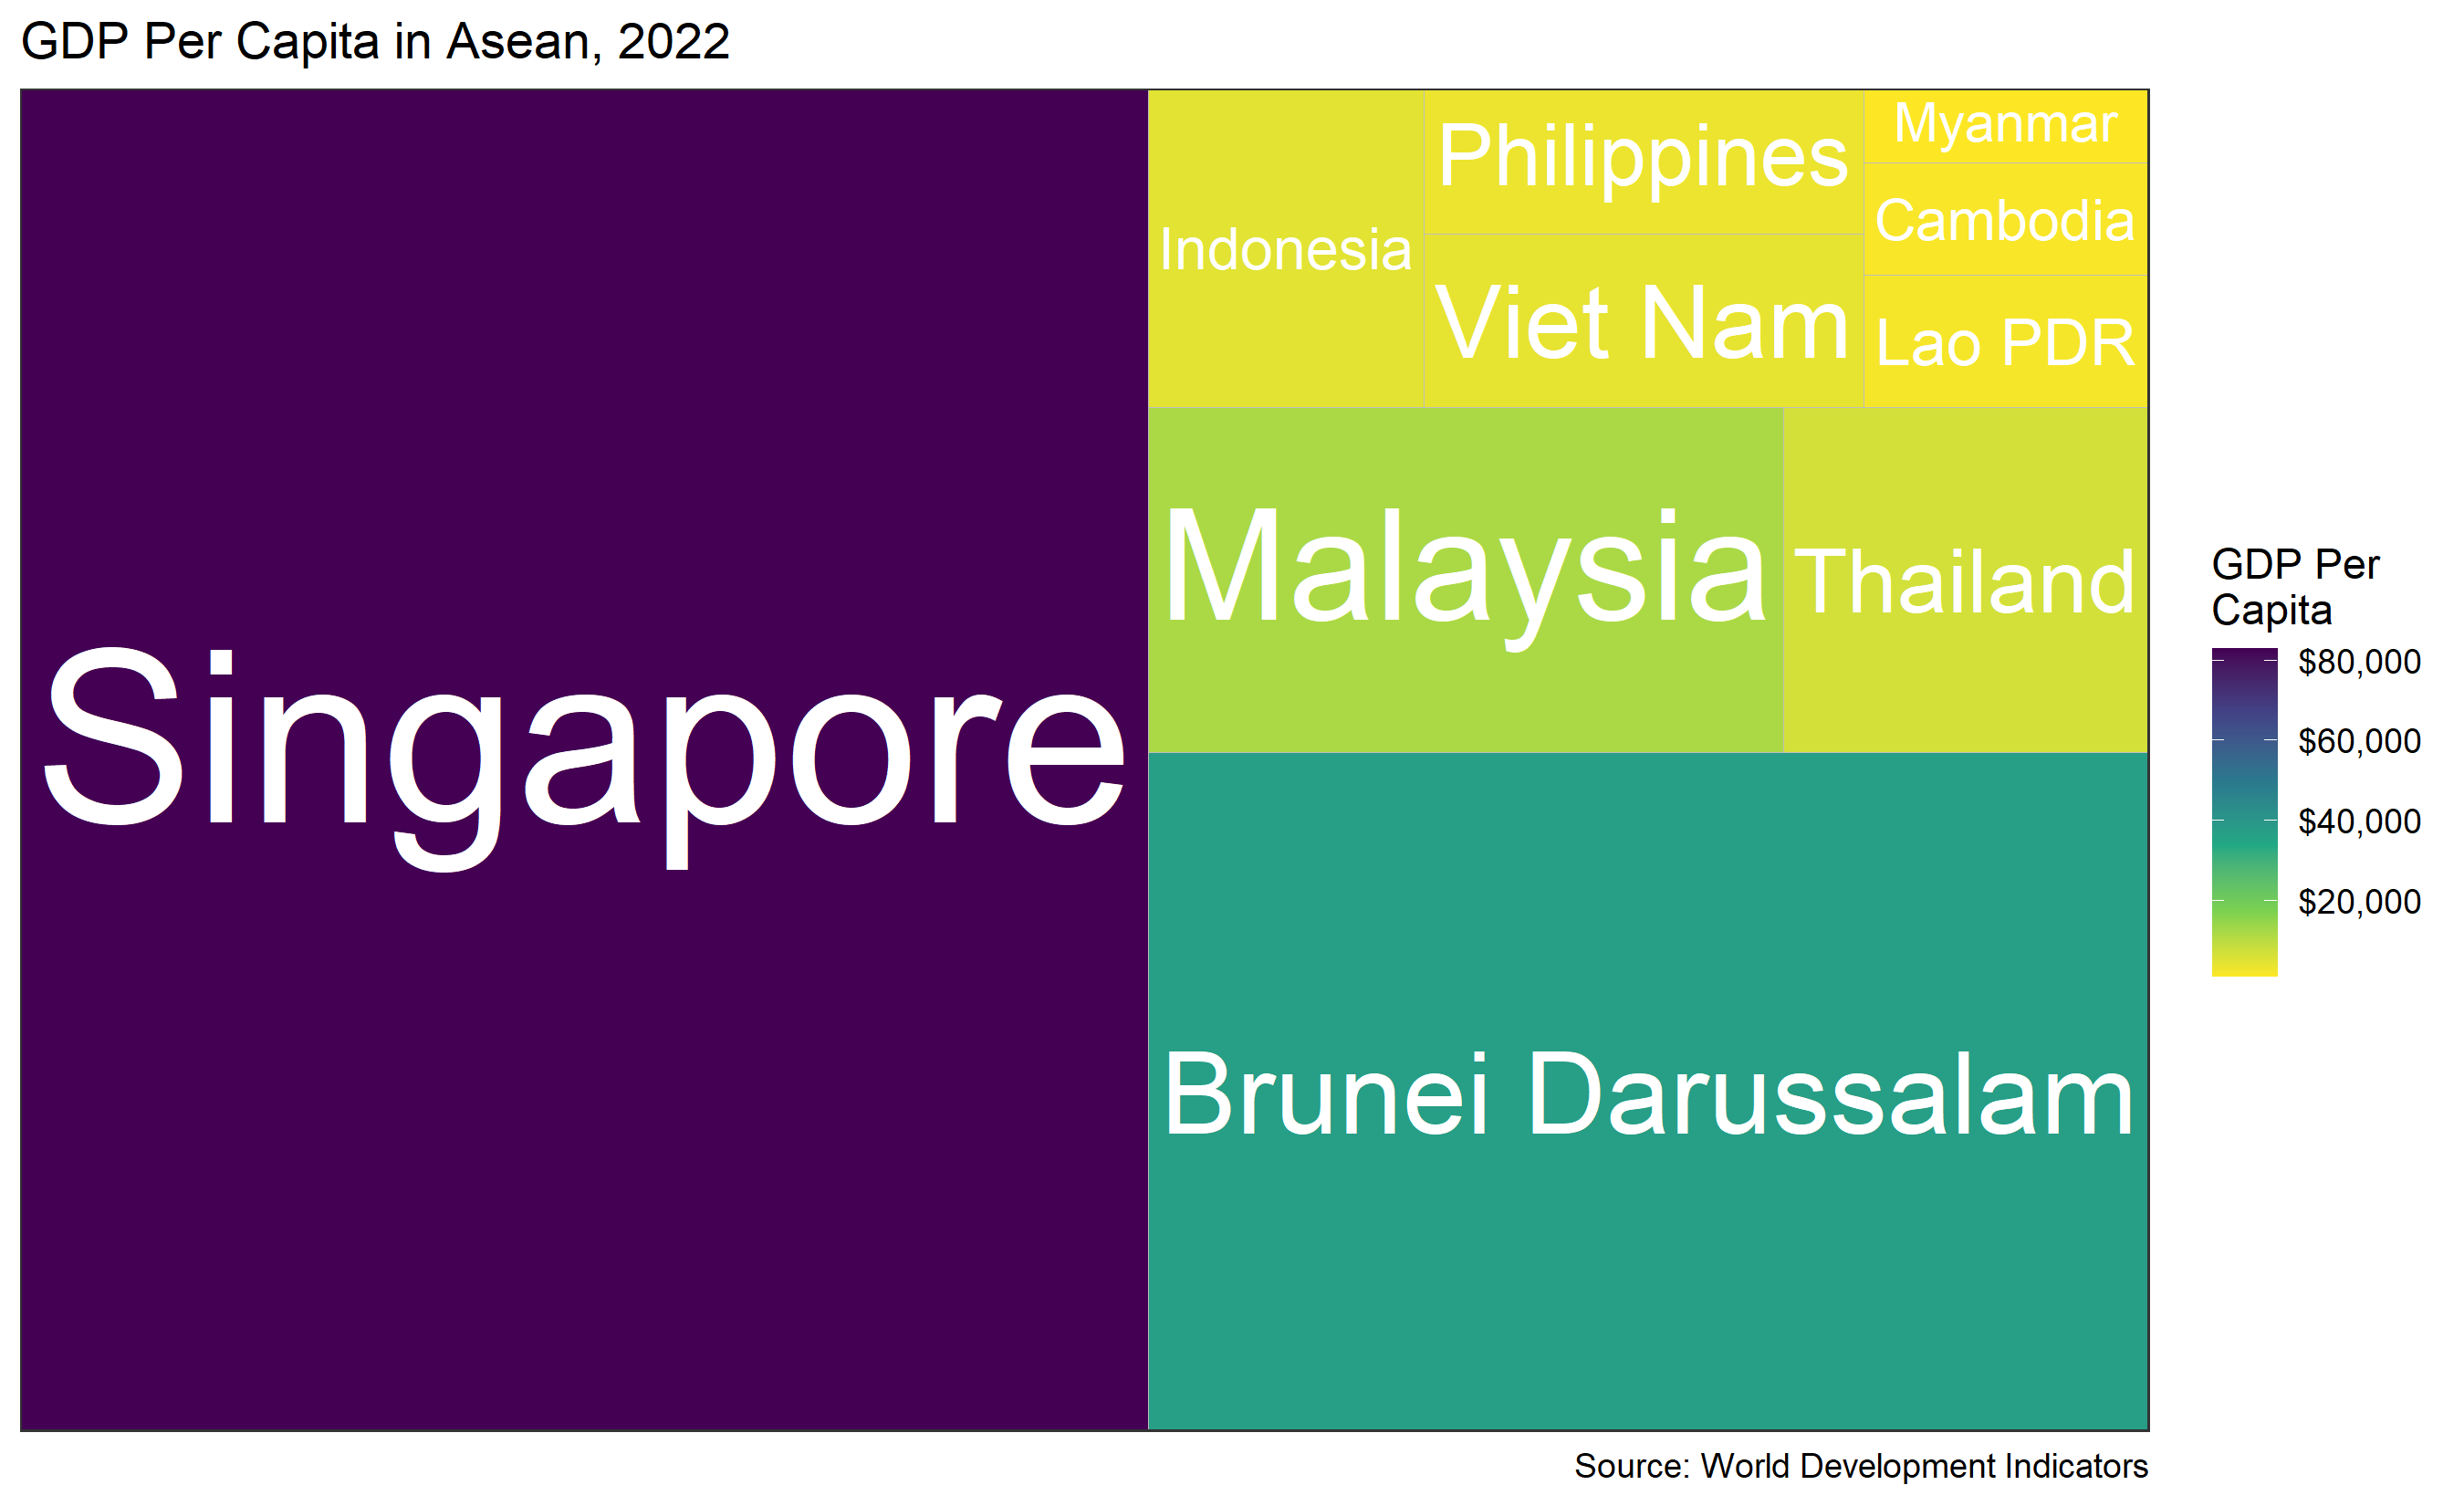 GDP Per Capita in Asean, 2022
Singapore
Indonesia
Philippines
Viet Nam
Myanmar
Cambodia
Lao PDR
Malaysia
Thailand
Brunei Darussalam
GDP Per
Capita
$80,000
$60,000
$40,000
$20,000
Source: World Development Indicators